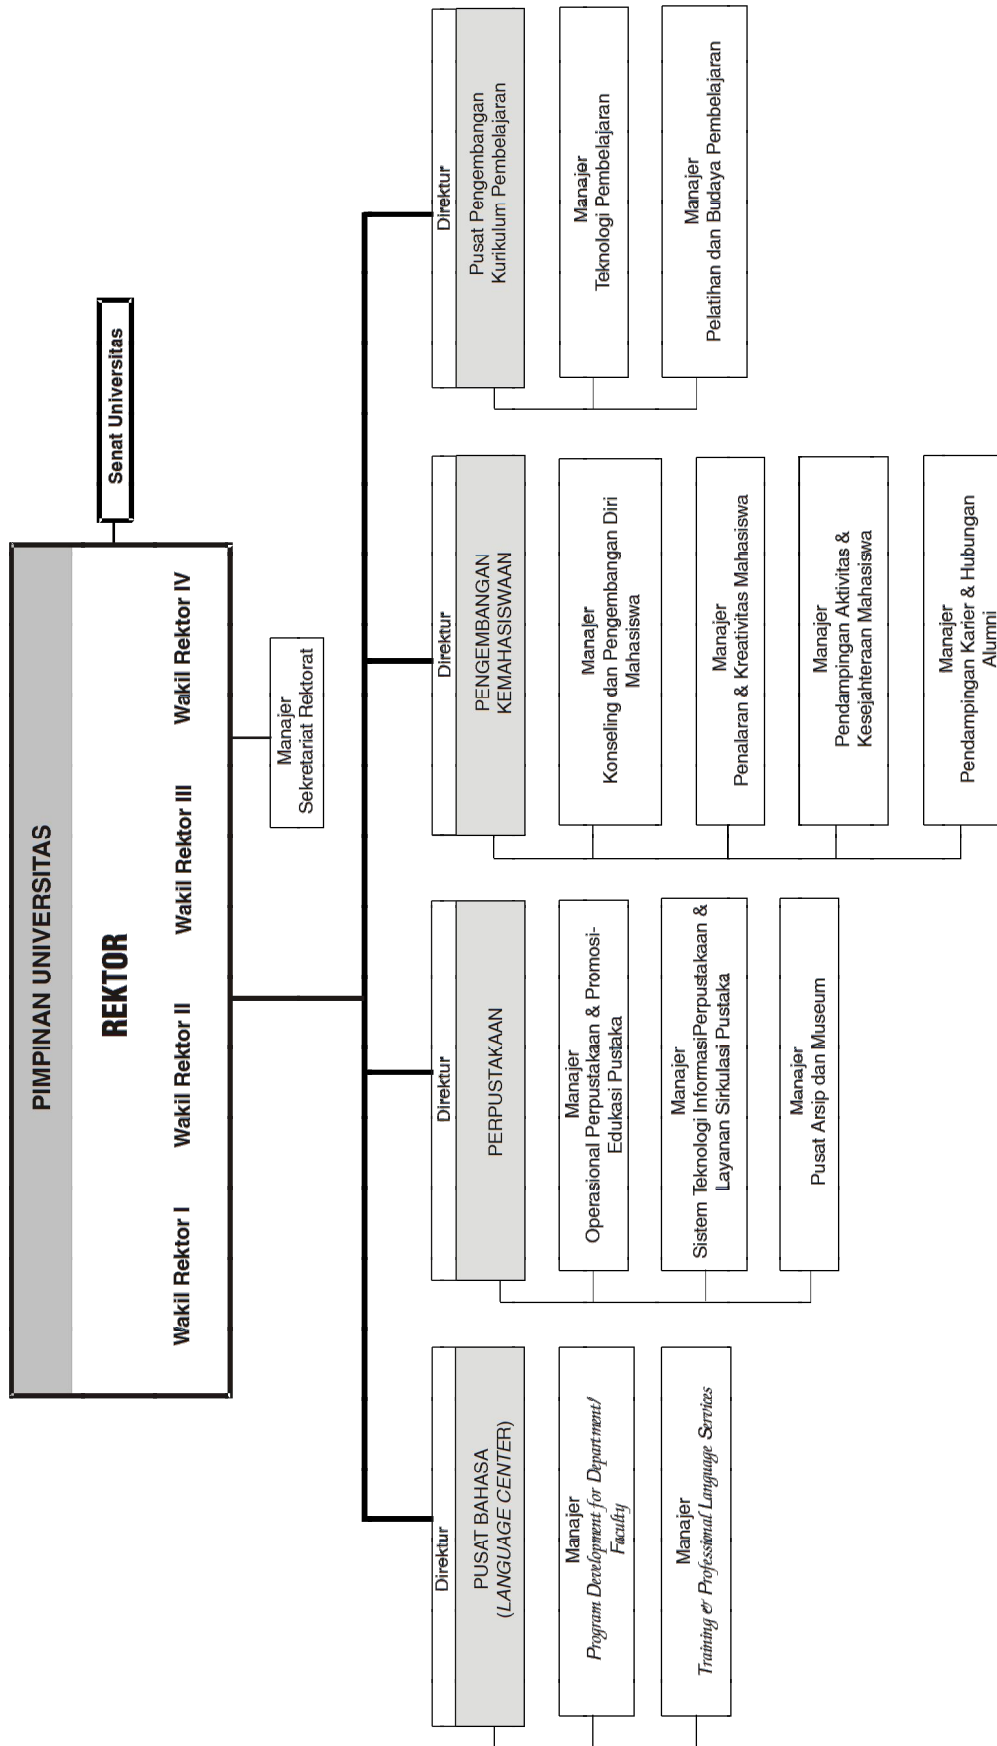 PIMPINAN UNIVERSITAS
REKTOR
Wakil Rektor I
Wakil Rektor II
Wakil Rektor III
Wakil Rektor IV
Senat Universitas
Manajer
Sekretariat Rektorat
Direktur
PUSAT BAHASA
(LANGUAGE CENTER)
Manajer
Program Development for Department/
Faculty
Manajer
Training & Professional Language Services
Direktur
PERPUSTAKAAN
Manajer
Operasional Perpustakaan & Promosi-
Edukasi Pustaka
Manajer
Sistem Teknologi InformasiPerpustakaan &
Layanan Sirkulasi Pustaka
Manajer
Pusat Arsip dan Museum
Direktur
PENGEMBANGAN
KEMAHASISWAAN
Manajer
Konseling dan Pengembangan Diri
Mahasiswa
Manajer
Penalaran & Kreativitas Mahasiswa
Manajer
Pendampingan Aktivitas &
Kesejahteraan Mahasiswa
Manajer
Pendampingan Karier & Hubungan
Alumni
Direktur
Pusat Pengembangan
Kurikulum Pembelajaran
Manajer
Teknologi Pembelajaran
Manajer
Pelatihan dan Budaya Pembelajaran